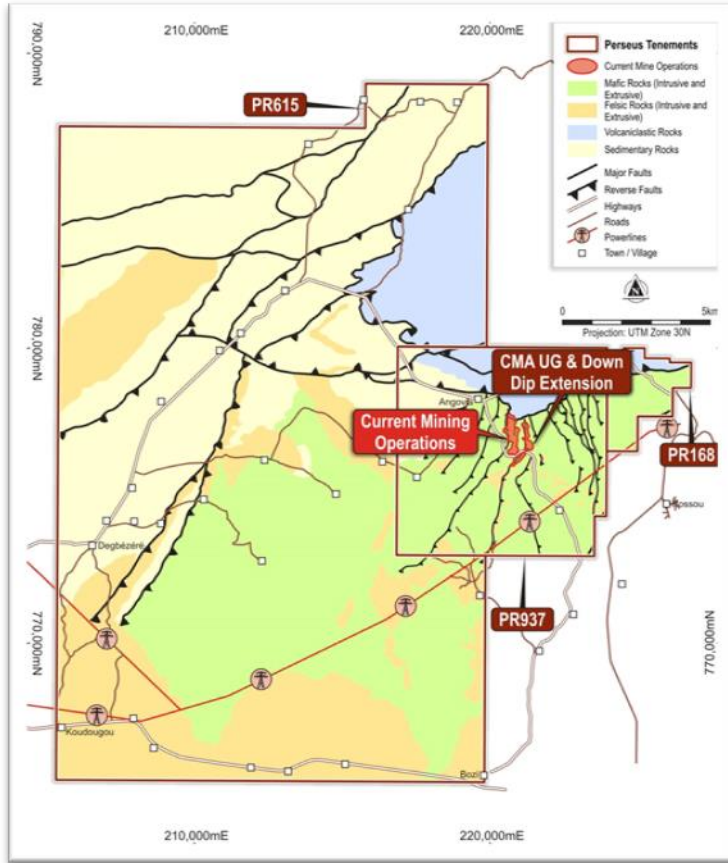 210,000mE
220,000mE
790,000mN
Perseus Tenements
Current Mine Operations
Mafic Rocks (Intrusive and
Extrusive)
Felsic Rocks (Intrusive and
Extrusive)
Volcaniclastic Rocks
Sedimentary Rocks
Major Faults
Reverse Faults
Highways
Roads
Powerlines
Town / Village
PR615
0
5km
Projection: UTM Zone 30N
780,000mN
CMA UG & Down
Dip Extension
Current Mining
Operations
PR168
Degbézéré
PR937
770,000mN
770,000mN
Koudougou
Bozi
210,000mE
220,000mE